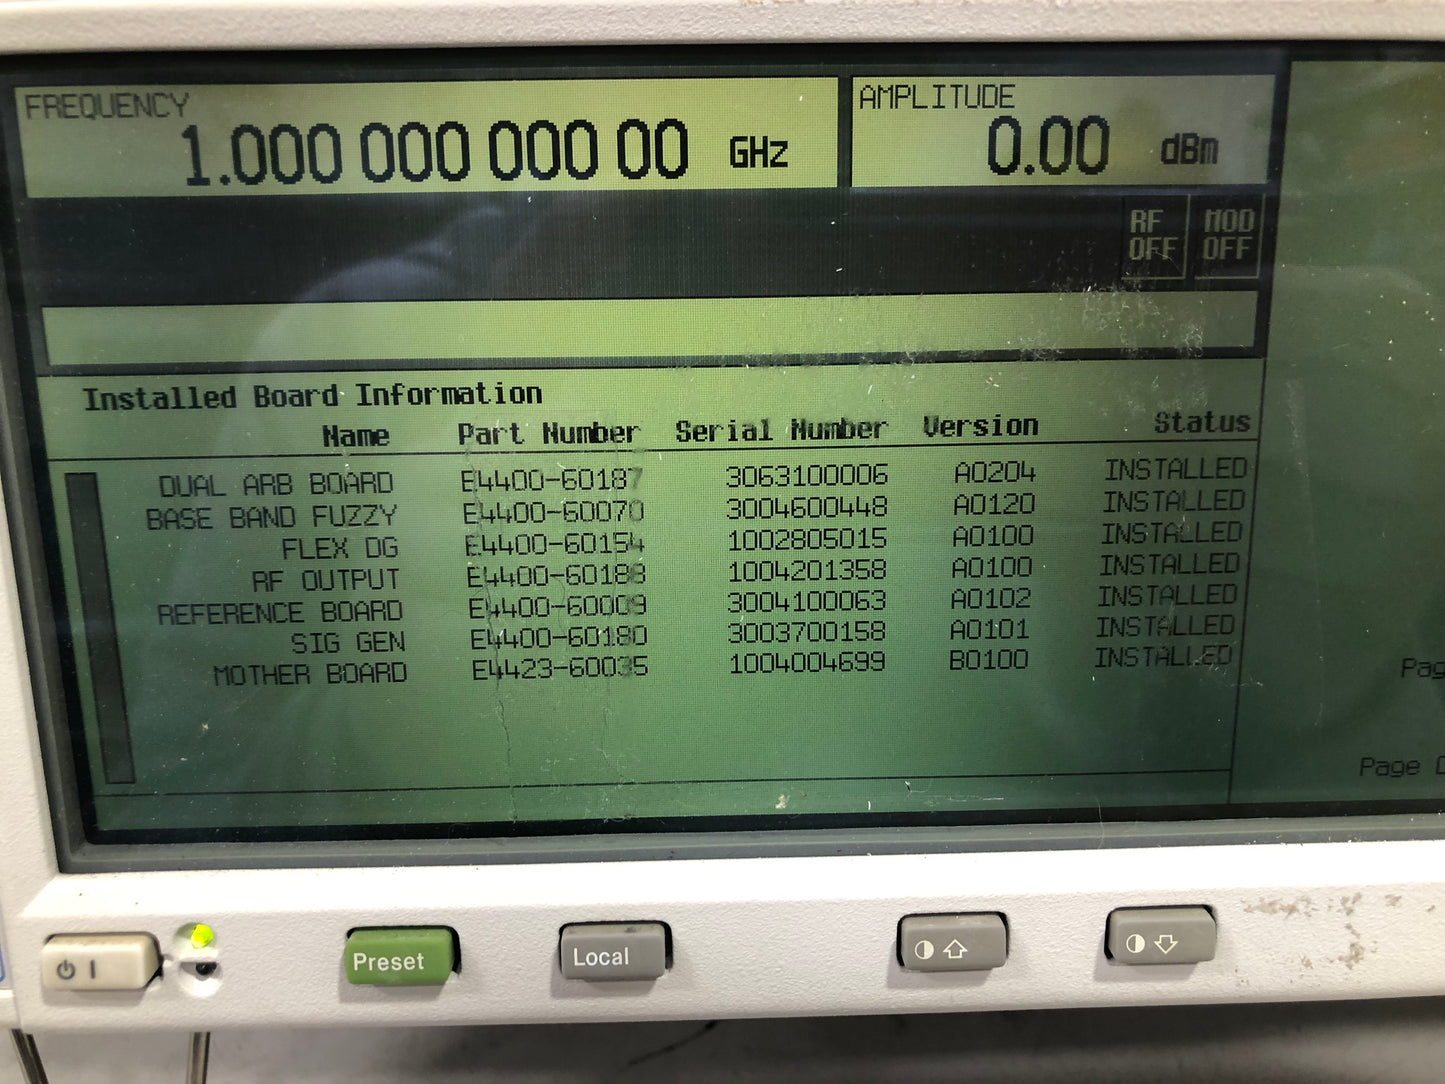 FREQUENCY
1.000 000 000 00 GHz
AMPLITUDE
0.00 dBm
RF OFF
MOD OFF
Installed Board Information
Name Part Number Serial Number Version Status
DUAL ARB BOARD E4400-60187 3063100006 A0204 INSTALLED
BASE BAND FUZZY E4400-60070 3004600448 A0120 INSTALLED
FLEX DG E4400-60154 1002805015 A0100 INSTALLED
RF OUTPUT E4400-60188 1004201358 A0100 INSTALLED
REFERENCE BOARD E4400-60009 3004100063 A0102 INSTALLED
SIG GEN E4400-60180 3003700158 A0101 INSTALLED
MOTHER BOARD E4423-60035 1004004699 B0100 INSTALLED
Page
Preset
Local